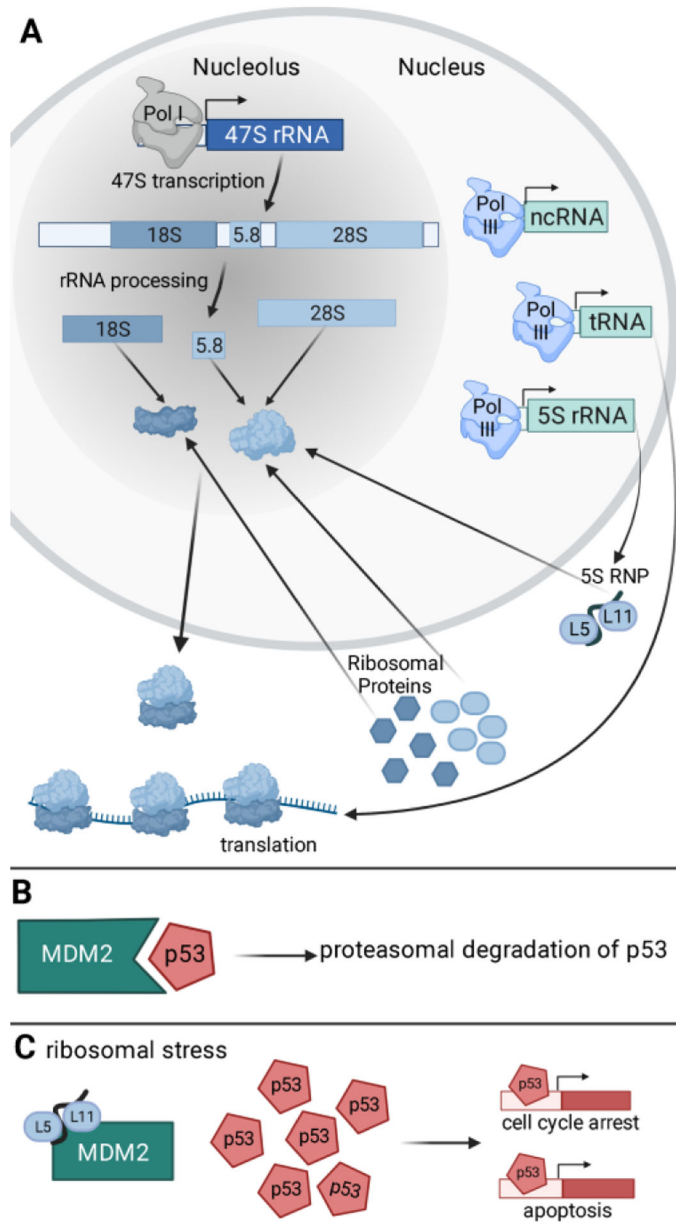 A
Nucleolus
Nucleus
Pol I
47S rRNA
47S transcription
Pol
III
ncRNA
18S
5.8
28S
rRNA processing
Pol
III
tRNA
18S
5.8
28S
Pol
III
5S rRNA
5S RNP
L5
L11
Ribosomal
Proteins
translation
B
MDM2
p53
proteasomal degradation of p53
C
ribosomal stress
L5
L11
MDM2
p53
p53
p53
p53
p53
p53
p53
cell cycle arrest
p53
apoptosis